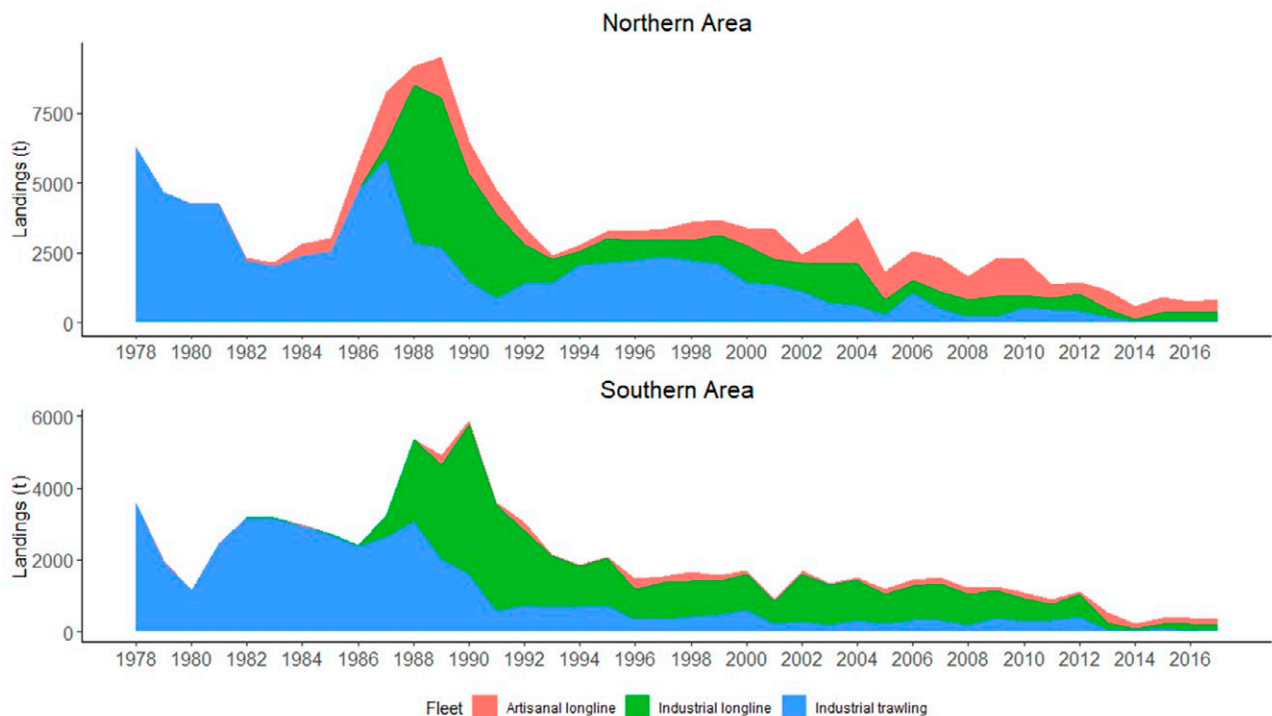 Northern Area
Landings (t)
7500
5000
2500
0
1978 1980 1982 1984 1986 1988 1990 1992 1994 1996 1998 2000 2002 2004 2006 2008 2010 2012 2014 2016
Southern Area
Landings (t)
6000
4000
2000
0
1978 1980 1982 1984 1986 1988 1990 1992 1994 1996 1998 2000 2002 2004 2006 2008 2010 2012 2014 2016
Fleet Artisanal longline Industrial longline Industrial trawling